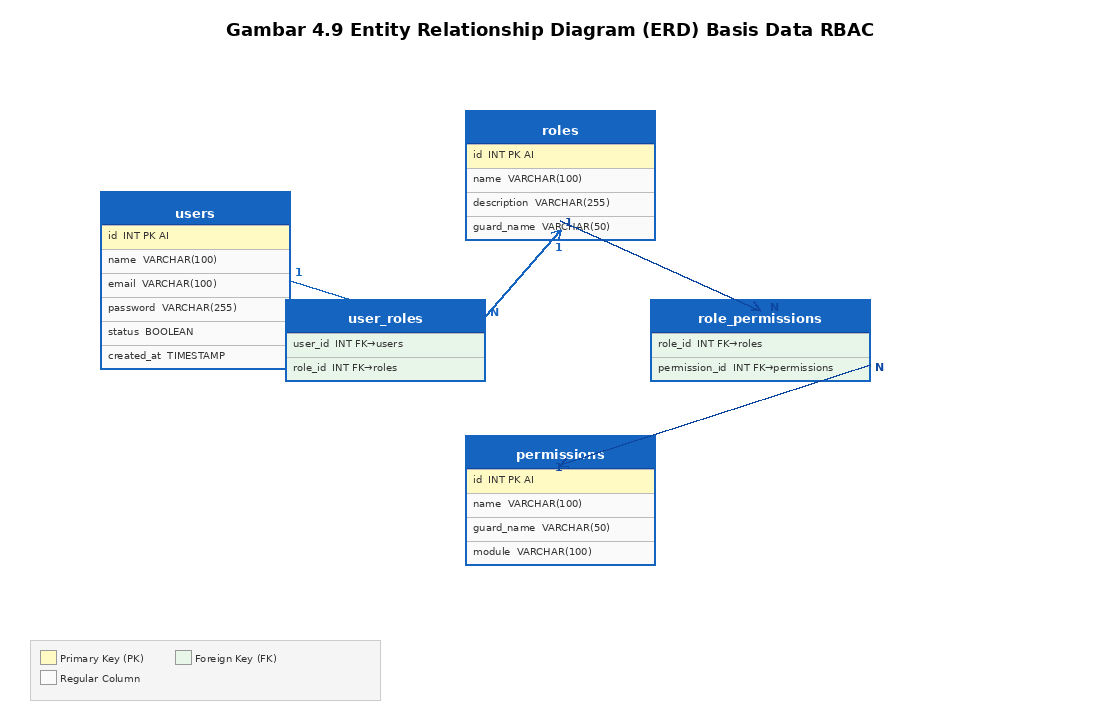 Gambar 4.9 Entity Relationship Diagram (ERD) Basis Data RBAC
roles
id INT PK AI
name VARCHAR(100)
description VARCHAR(255)
guard_name VARCHAR(50)
1
1
users
id INT PK AI
name VARCHAR(100)
email VARCHAR(100)
password VARCHAR(255)
status BOOLEAN
created_at TIMESTAMP
1
user_roles
user_id INT FK→users
role_id INT FK→roles
N
N
role_permissions
role_id INT FK→roles
permission_id INT FK→permissions
N
permissions
1
id INT PK AI
name VARCHAR(100)
guard_name VARCHAR(50)
module VARCHAR(100)
Primary Key (PK)
Foreign Key (FK)
Regular Column